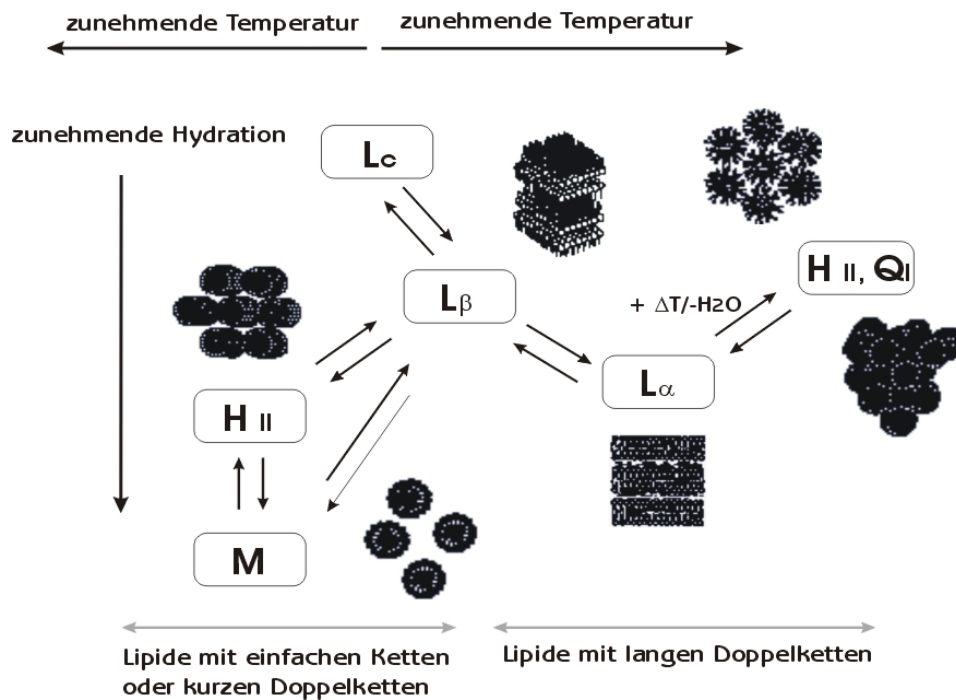 zunehmende Temperatur
zunehmende Temperatur
zunehmende Hydration
Lc
Lβ
H II, QI
+ ΔT/-H2O
Lα
H II
M
Lipide mit einfachen Ketten
oder kurzen Doppelketten
Lipide mit langen Doppelketten